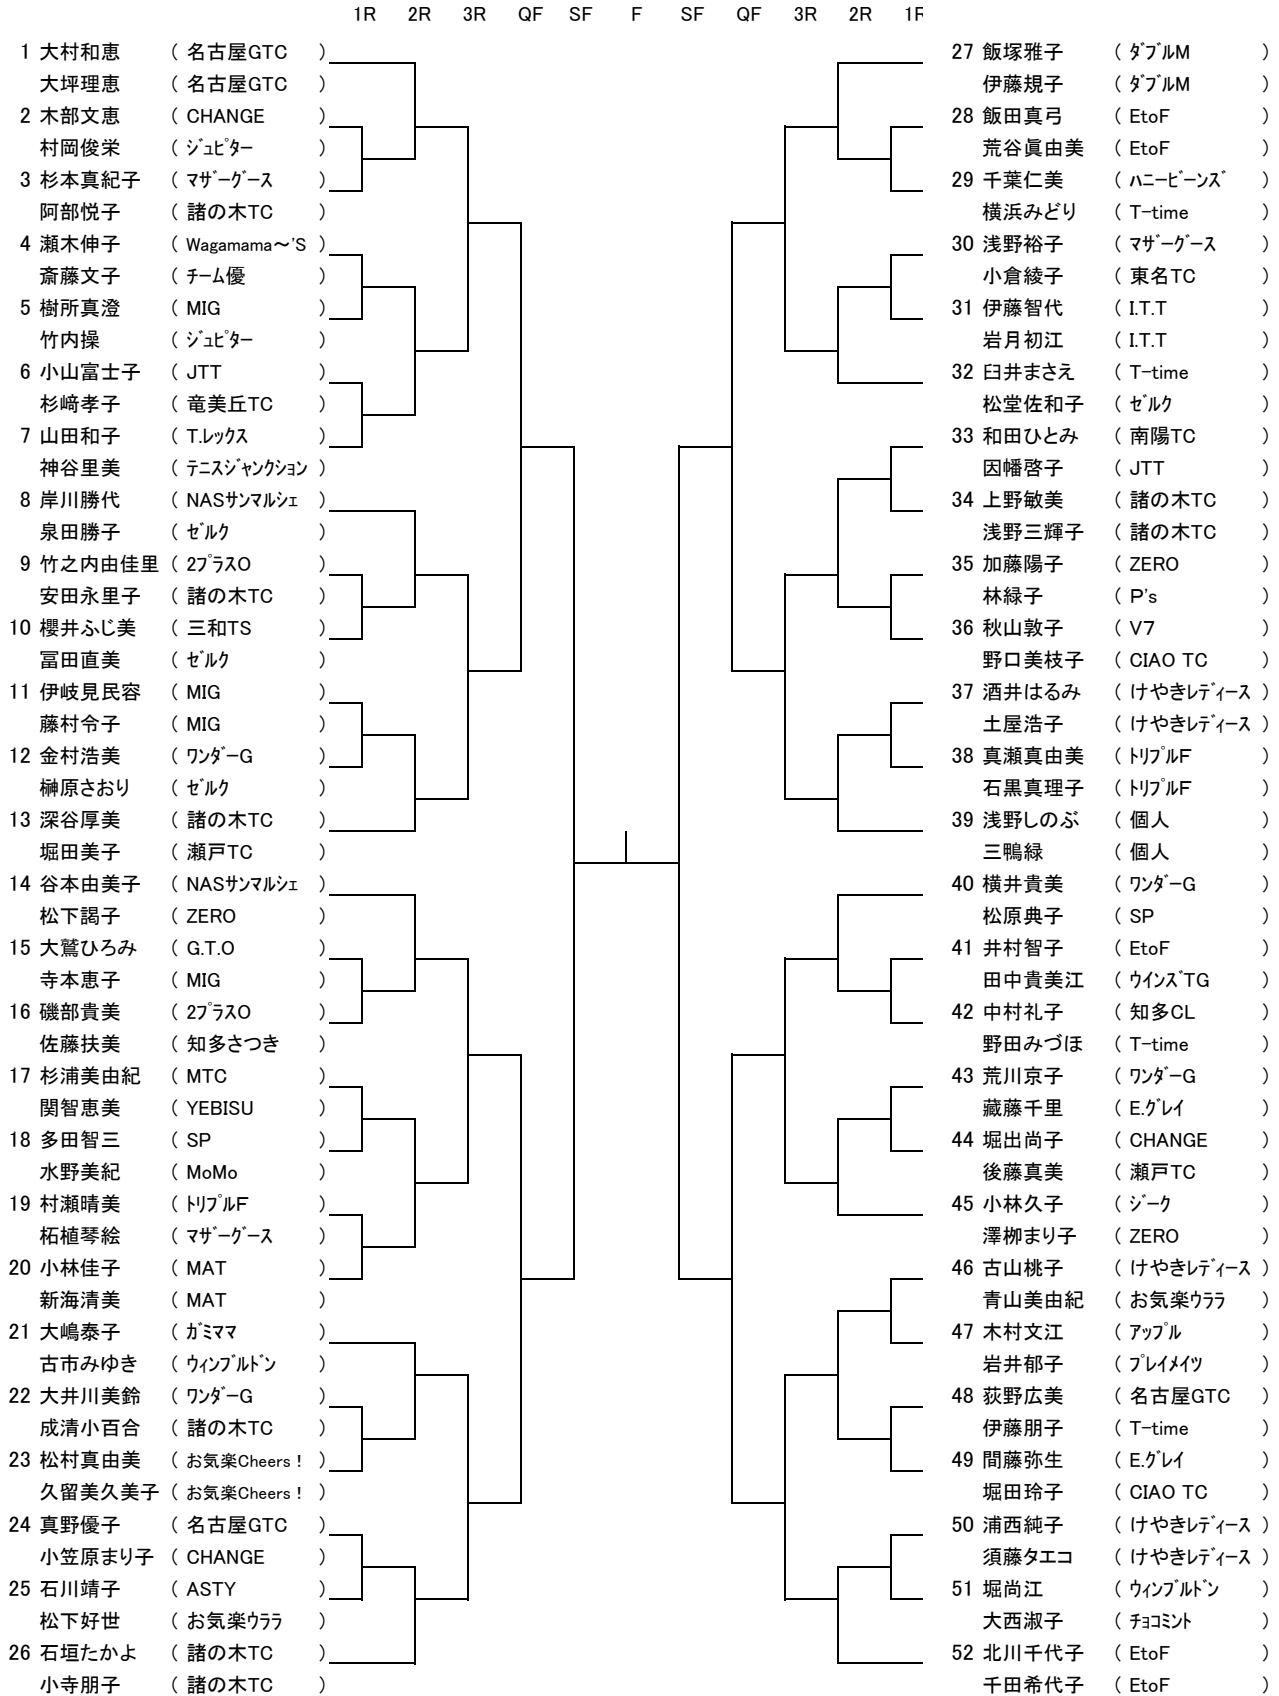 1R 2R 3R QF SF F SF QF 3R 2R 1R
1 大村和恵 ( 名古屋GTC )
大坪理恵 ( 名古屋GTC )
2 木部文恵 ( CHANGE )
村岡俊栄 ( ｼﾞｭﾋﾟﾀｰ )
3 杉本真紀子 ( ﾏｻﾞｰｸﾞｰｽ )
阿部悦子 ( 諸の木TC )
4 瀬木伸子 ( Wagamama～'S )
斎藤文子 ( ﾁｰﾑ優 )
5 樹所真澄 ( MIG )
竹内操 ( ｼﾞｭﾋﾟﾀｰ )
6 小山富士子 ( JTT )
杉﨑孝子 ( 竜美丘TC )
7 山田和子 ( T.ﾚｯｸｽ )
神谷里美 ( ﾃﾆｽｼﾞｬﾝｸｼｮﾝ )
8 岸川勝代 ( NASｻﾝﾏﾙｼｪ )
泉田勝子 ( ｾﾞﾙｸ )
9 竹之内由佳里 ( 2ﾌﾟﾗｽO )
安田永里子 ( 諸の木TC )
10 櫻井ふじ美 ( 三和TS )
冨田直美 ( ｾﾞﾙｸ )
11 伊岐見民容 ( MIG )
藤村令子 ( MIG )
12 金村浩美 ( ﾜﾝﾀﾞｰG )
榊原さおり ( ｾﾞﾙｸ )
13 深谷厚美 ( 諸の木TC )
堀田美子 ( 瀬戸TC )
14 谷本由美子 ( NASｻﾝﾏﾙｼｪ )
松下謁子 ( ZERO )
15 大鷲ひろみ ( G.T.O )
寺本恵子 ( MIG )
16 磯部貴美 ( 2ﾌﾟﾗｽO )
佐藤扶美 ( 知多さつき )
17 杉浦美由紀 ( MTC )
関智恵美 ( YEBISU )
18 多田智三 ( SP )
水野美紀 ( MoMo )
19 村瀬晴美 ( ﾄﾘﾌﾟﾙF )
柘植琴絵 ( ﾏｻﾞｰｸﾞｰｽ )
20 小林佳子 ( MAT )
新海清美 ( MAT )
21 大嶋泰子 ( ｶﾞﾐﾏﾏ )
古市みゆき ( ｳｨﾝﾌﾞﾙﾄﾞﾝ )
22 大井川美鈴 ( ﾜﾝﾀﾞｰG )
成清小百合 ( 諸の木TC )
23 松村真由美 ( お気楽Cheers！ )
久留美久美子 ( お気楽Cheers！ )
24 真野優子 ( 名古屋GTC )
小笠原まり子 ( CHANGE )
25 石川靖子 ( ASTY )
松下好世 ( お気楽ｳﾗﾗ )
26 石垣たかよ ( 諸の木TC )
小寺朋子 ( 諸の木TC )
27 飯塚雅子 ( ﾀﾞﾌﾞﾙM )
伊藤規子 ( ﾀﾞﾌﾞﾙM )
28 飯田真弓 ( EtoF )
荒谷眞由美 ( EtoF )
29 千葉仁美 ( ﾊﾆｰﾋﾞｰﾝｽﾞ )
横浜みどり ( T-time )
30 浅野裕子 ( ﾏｻﾞｰｸﾞｰｽ )
小倉綾子 ( 東名TC )
31 伊藤智代 ( I.T.T )
岩月初江 ( I.T.T )
32 臼井まさえ ( T-time )
松堂佐和子 ( ｾﾞﾙｸ )
33 和田ひとみ ( 南陽TC )
因幡啓子 ( JTT )
34 上野敏美 ( 諸の木TC )
浅野三輝子 ( 諸の木TC )
35 加藤陽子 ( ZERO )
林緑子 ( P's )
36 秋山敦子 ( V7 )
野口美枝子 ( CIAO TC )
37 酒井はるみ ( けやきﾚﾃﾞｨｰｽ )
土屋浩子 ( けやきﾚﾃﾞｨｰｽ )
38 真瀬真由美 ( ﾄﾘﾌﾟﾙF )
石黒真理子 ( ﾄﾘﾌﾟﾙF )
39 浅野しのぶ ( 個人 )
三鴨緑 ( 個人 )
40 横井貴美 ( ﾜﾝﾀﾞｰG )
松原典子 ( SP )
41 井村智子 ( EtoF )
田中貴美江 ( ｳｲﾝｽﾞTG )
42 中村礼子 ( 知多CL )
野田みづほ ( T-time )
43 荒川京子 ( ﾜﾝﾀﾞｰG )
藏藤千里 ( E.ｸﾞﾚｲ )
44 堀出尚子 ( CHANGE )
後藤真美 ( 瀬戸TC )
45 小林久子 ( ｼﾞｰｸ )
澤栁まり子 ( ZERO )
46 古山桃子 ( けやきﾚﾃﾞｨｰｽ )
青山美由紀 ( お気楽ｳﾗﾗ )
47 木村文江 ( ｱｯﾌﾟﾙ )
岩井郁子 ( ﾌﾟﾚｲﾒｲﾂ )
48 荻野広美 ( 名古屋GTC )
伊藤朋子 ( T-time )
49 間藤弥生 ( E.ｸﾞﾚｲ )
堀田玲子 ( CIAO TC )
50 浦西純子 ( けやきﾚﾃﾞｨｰｽ )
須藤タエコ ( けやきﾚﾃﾞｨｰｽ )
51 堀尚江 ( ｳｨﾝﾌﾞﾙﾄﾞﾝ )
大西淑子 ( ﾁｮｺﾐﾝﾄ )
52 北川千代子 ( EtoF )
千田希代子 ( EtoF )